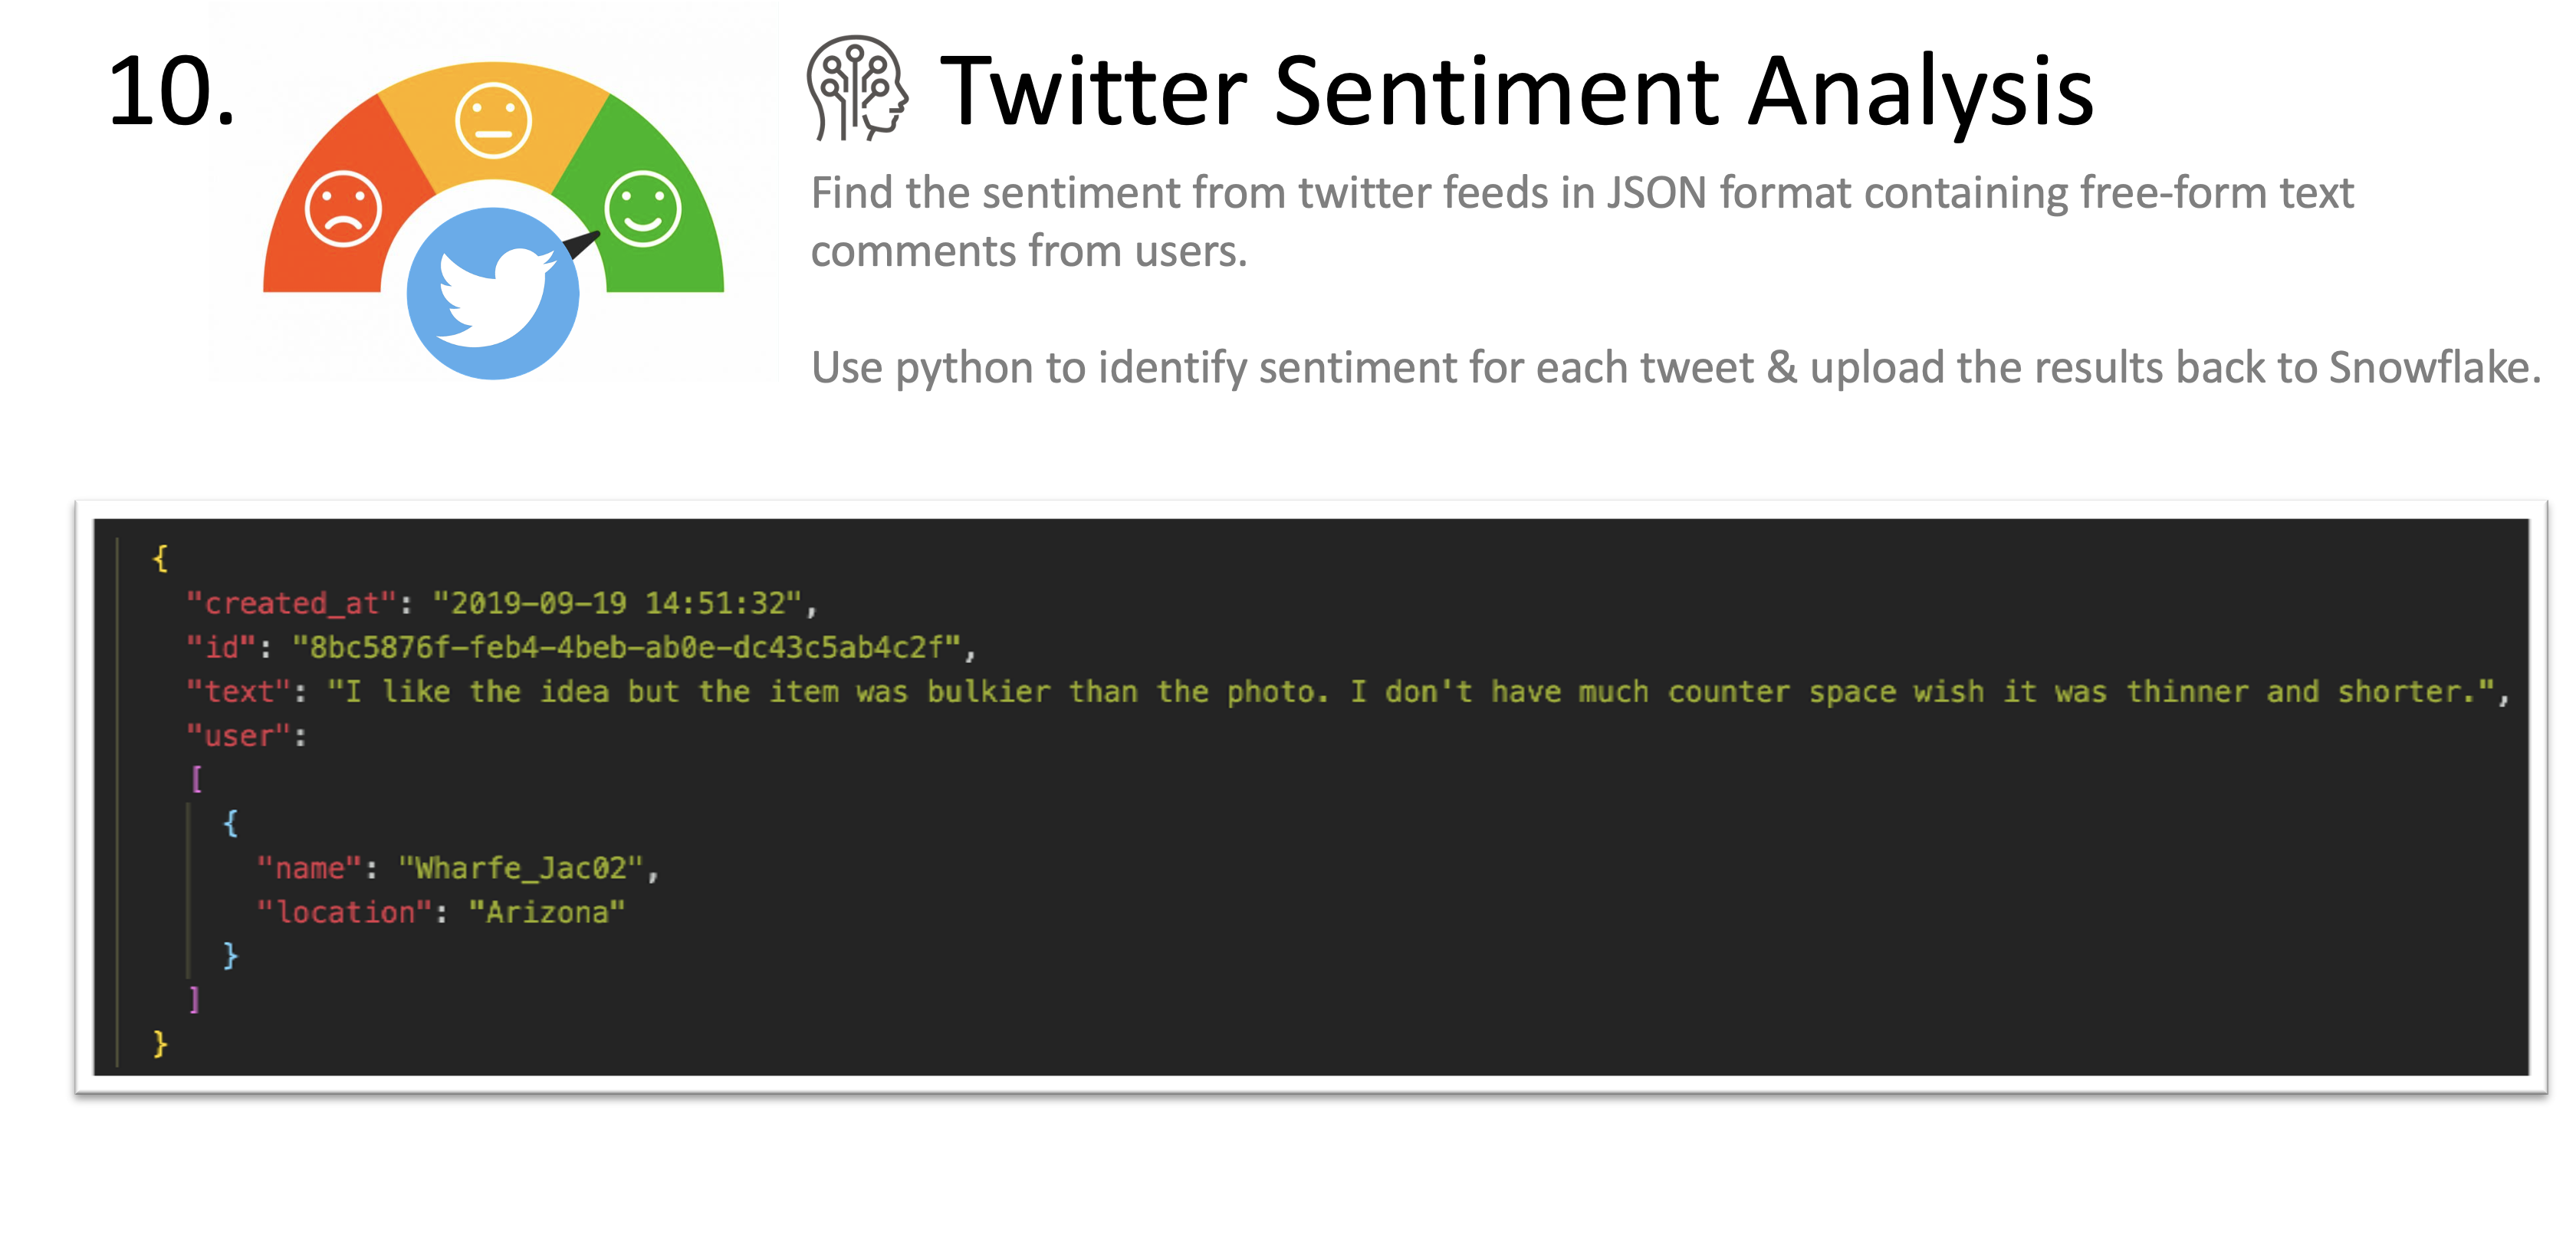 10.
Twitter Sentiment Analysis
Find the sentiment from twitter feeds in JSON format containing free-form text
comments from users.
Use python to identify sentiment for each tweet & upload the results back to Snowflake.
{
"created_at": "2019-09-19 14:51:32",
"id": "8bc5876f-feb4-4beb-ab0e-dc43c5ab4c2f",
"text": "I like the idea but the item was bulkier than the photo. I don't have much counter space wish it was thinner and shorter.",
"user":
[
{
"name": "Wharfe_Jac02",
"location": "Arizona"
}
]
}